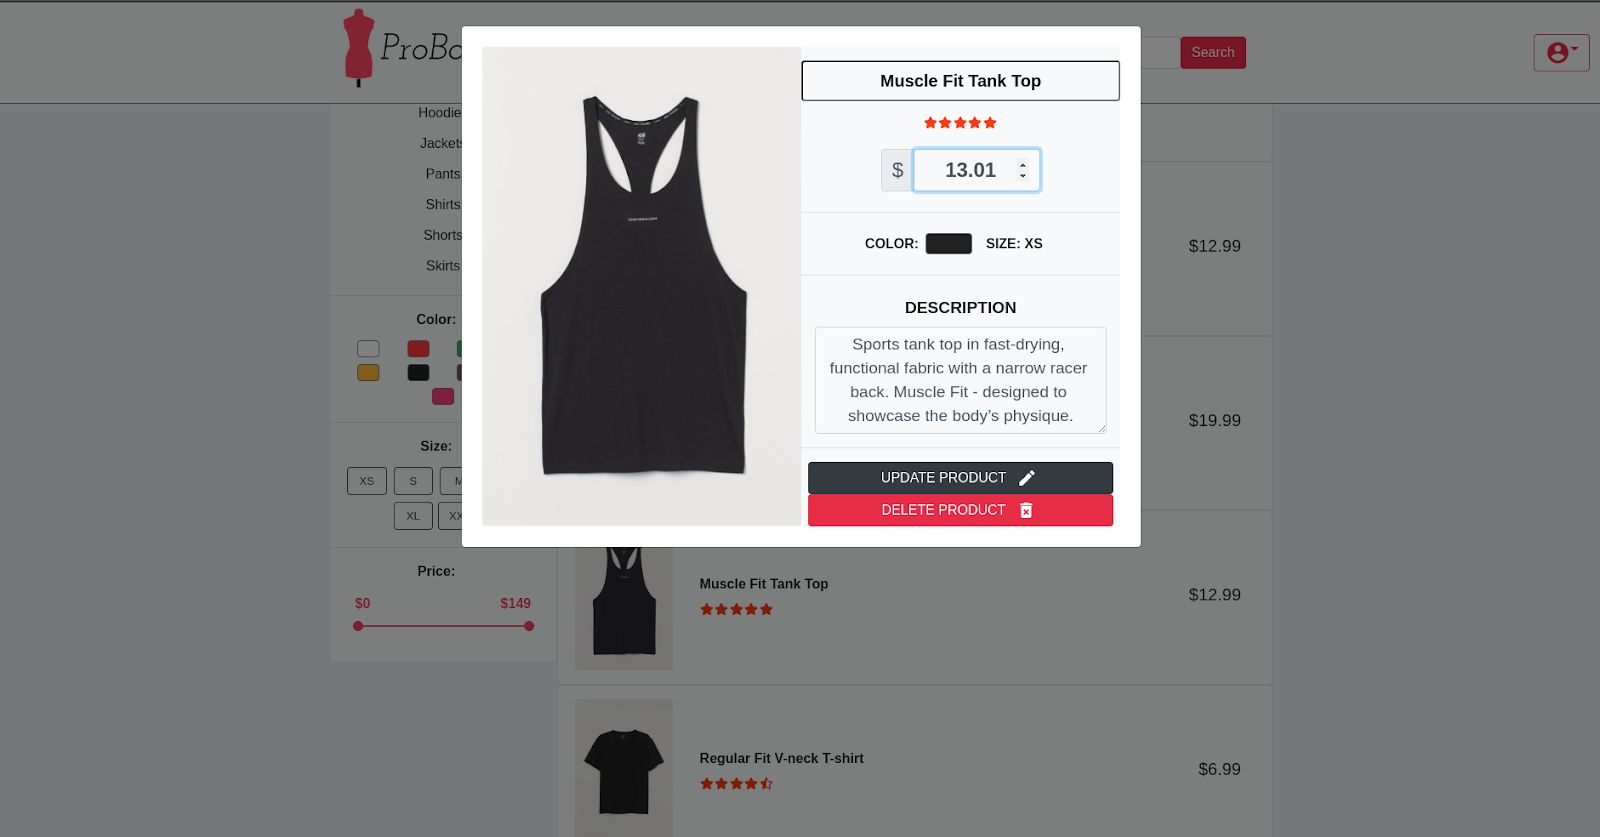 ProBo
Search
Hoodie
Jackets
Pants
Shirts
Shorts
Skirts
Color:
Size:
XS
S
M
XL
XX
Price:
$0
$149
Muscle Fit Tank Top
$
13.01
COLOR:
SIZE: XS
DESCRIPTION
Sports tank top in fast-drying,
functional fabric with a narrow racer
back. Muscle Fit - designed to
showcase the body’s physique.
UPDATE PRODUCT
DELETE PRODUCT
$12.99
$19.99
Muscle Fit Tank Top
$12.99
Regular Fit V-neck T-shirt
$6.99